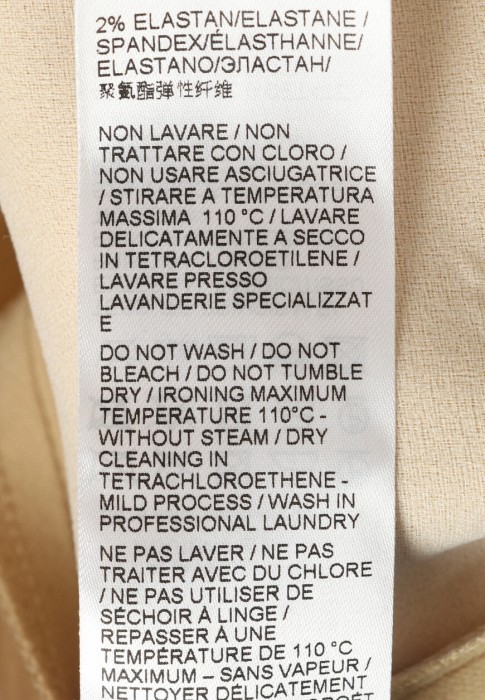 2% ELASTAN/ELASTANE /
SPANDEX/ÉLASTHANNE/
ELASTANO/ЭЛАСТАН/
聚氨酯弹性纤维
NON LAVARE / NON
TRATTARE CON CLORO /
NON USARE ASCIUGATRICE
/ STIRARE A TEMPERATURA
MASSIMA 110 °C / LAVARE
DELICATAMENTE A SECCO
IN TETRACLOROETILENE /
LAVARE PRESSO
LAVANDERIE SPECIALIZZAT
E
DO NOT WASH / DO NOT
BLEACH / DO NOT TUMBLE
DRY / IRONING MAXIMUM
TEMPERATURE 110°C -
WITHOUT STEAM / DRY
CLEANING IN
TETRACHLOROETHENE -
MILD PROCESS / WASH IN
PROFESSIONAL LAUNDRY
NE PAS LAVER / NE PAS
TRAITER AVEC DU CHLORE
/ NE PAS UTILISER DE
SÉCHOIR À LINGE /
REPASSER À UNE
TEMPÉRATURE DE 110 °C
MAXIMUM – SANS VAPEUR /
NETTOYER DÉLICATEMENT